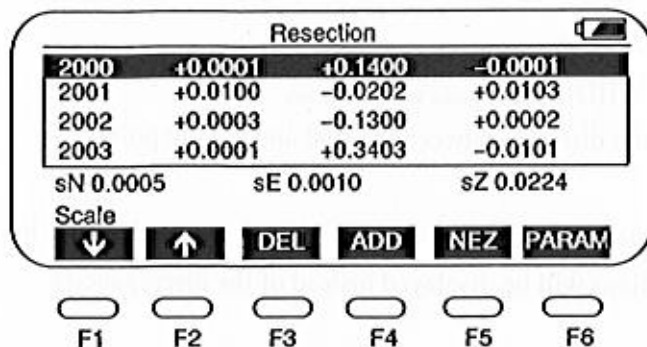 Resection
2000 +0.0001 +0.1400 −0.0001
2001 +0.0100 −0.0202 +0.0103
2002 +0.0003 −0.1300 +0.0002
2003 +0.0001 +0.3403 −0.0101
sN 0.0005 sE 0.0010 sZ 0.0224
Scale
↓ ↑ DEL ADD NEZ PARAM
F1 F2 F3 F4 F5 F6